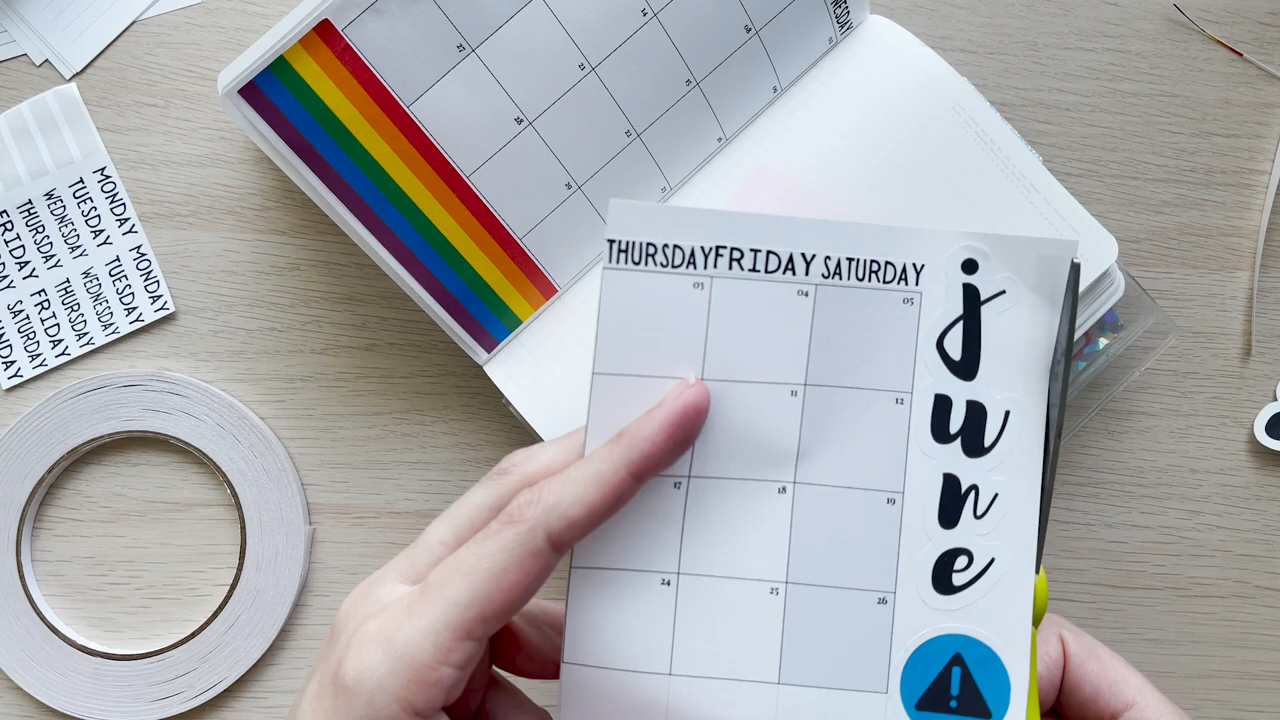 THURSDAY FRIDAY SATURDAY
03 04 05
11 12
17 18 19
24 25 26
june
27 14
23 08
28 15
22
29
MONDAY MONDAY
TUESDAY TUESDAY
WEDNESDAY WEDNESDAY
THURSDAY THURSDAY
FRIDAY FRIDAY
SATURDAY